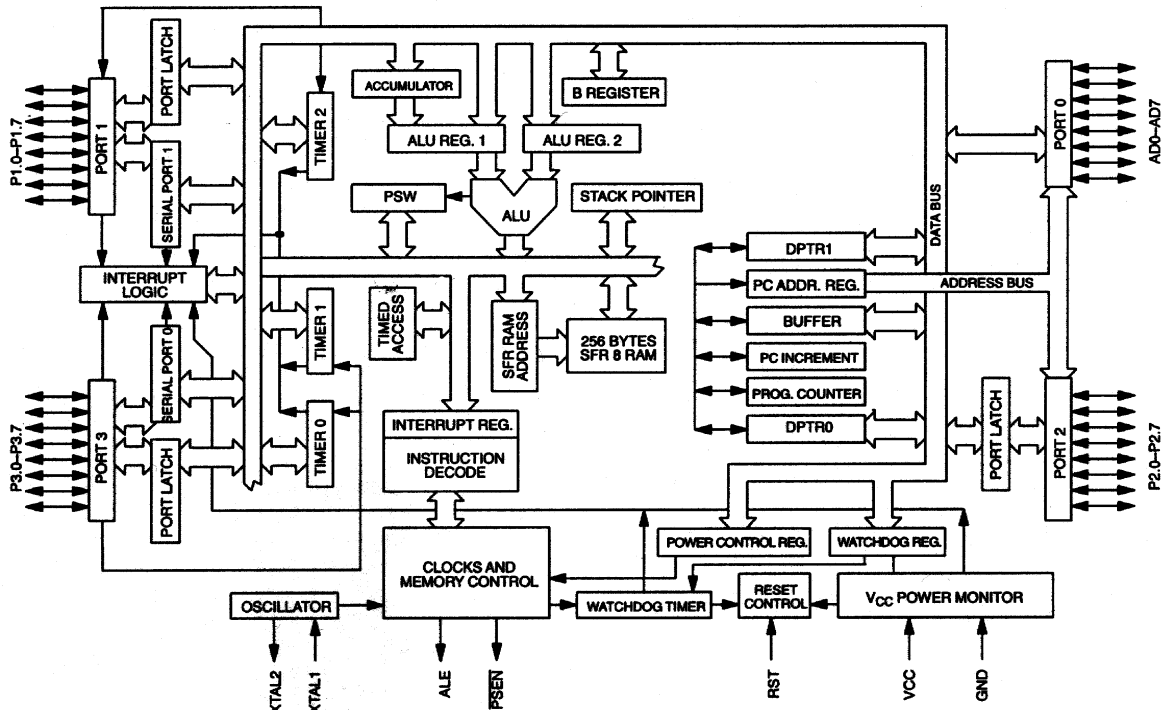 P1.0–P1.7
PORT 1
PORT LATCH
SERIAL PORT 1
TIMER 2
ACCUMULATOR
B REGISTER
ALU REG. 1
ALU REG. 2
PSW
ALU
STACK POINTER
DATA BUS
PORT 0
AD0–AD7
INTERRUPT
LOGIC
DPTR1
PC ADDR. REG.
ADDRESS BUS
BUFFER
PC INCREMENT
PROG. COUNTER
DPTR0
TIMER 1
TIMED
ACCESS
SFR RAM
ADDRESS
256 BYTES
SFR 8 RAM
SERIAL PORT 0
P3.0–P3.7
PORT 3
PORT LATCH
TIMER 0
INTERRUPT REG.
INSTRUCTION
DECODE
PORT LATCH
PORT 2
P2.0–P2.7
POWER CONTROL REG.
WATCHDOG REG.
CLOCKS AND
MEMORY CONTROL
OSCILLATOR
WATCHDOG TIMER
RESET
CONTROL
VCC POWER MONITOR
XTAL2
XTAL1
ALE
PSEN
RST
VCC
GND